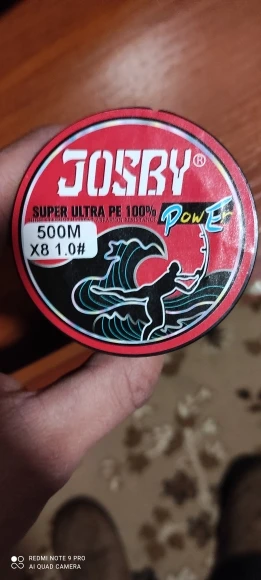 JOSBY®
SUPER ULTRA PE 100%
PowEr
500M
X8 1.0#
REDMI NOTE 9 PRO
AI QUAD CAMERA